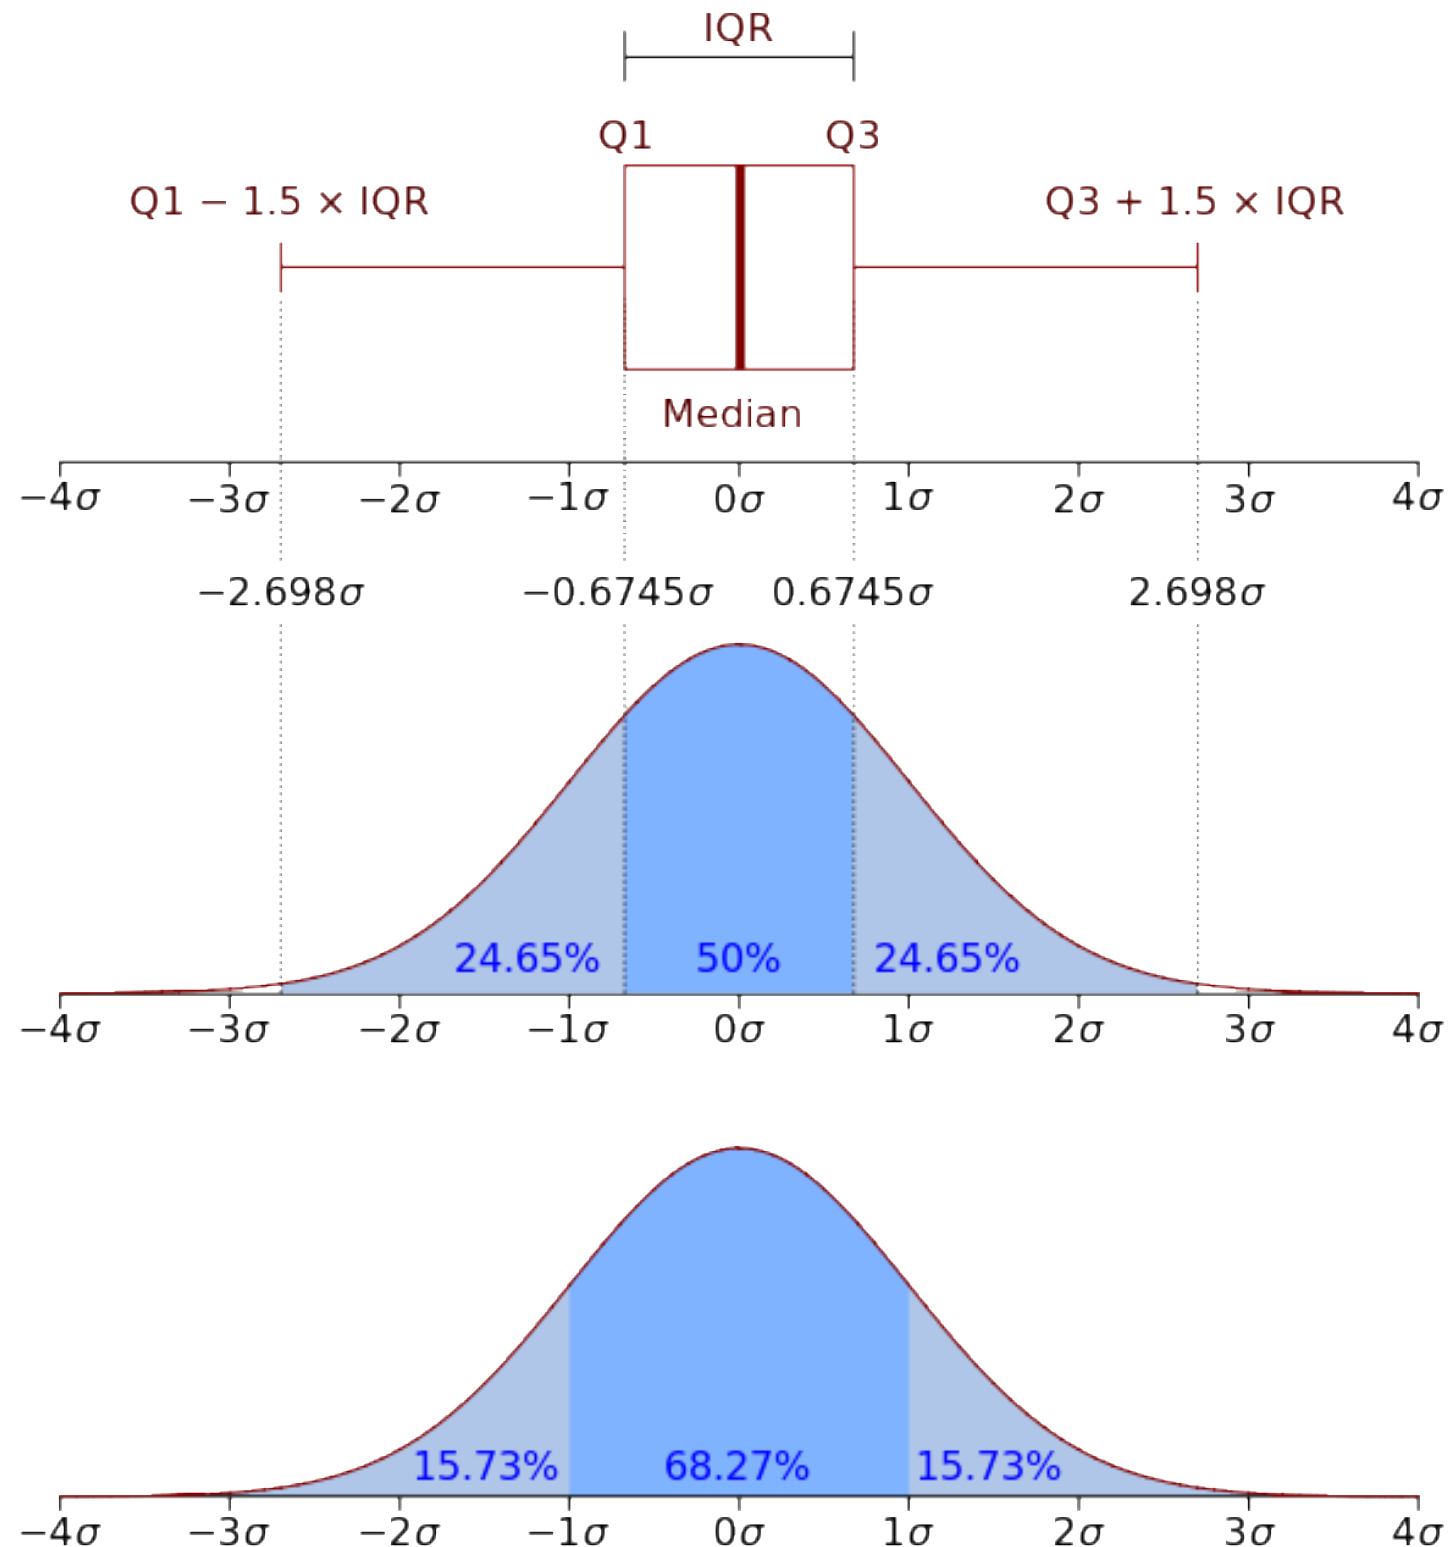 IQR
Q1 Q3
Q1 − 1.5 × IQR Q3 + 1.5 × IQR
Median
−4σ −3σ −2σ −1σ 0σ 1σ 2σ 3σ 4σ
−2.698σ −0.6745σ 0.6745σ 2.698σ
24.65% 50% 24.65%
−4σ −3σ −2σ −1σ 0σ 1σ 2σ 3σ 4σ
15.73% 68.27% 15.73%
−4σ −3σ −2σ −1σ 0σ 1σ 2σ 3σ 4σ